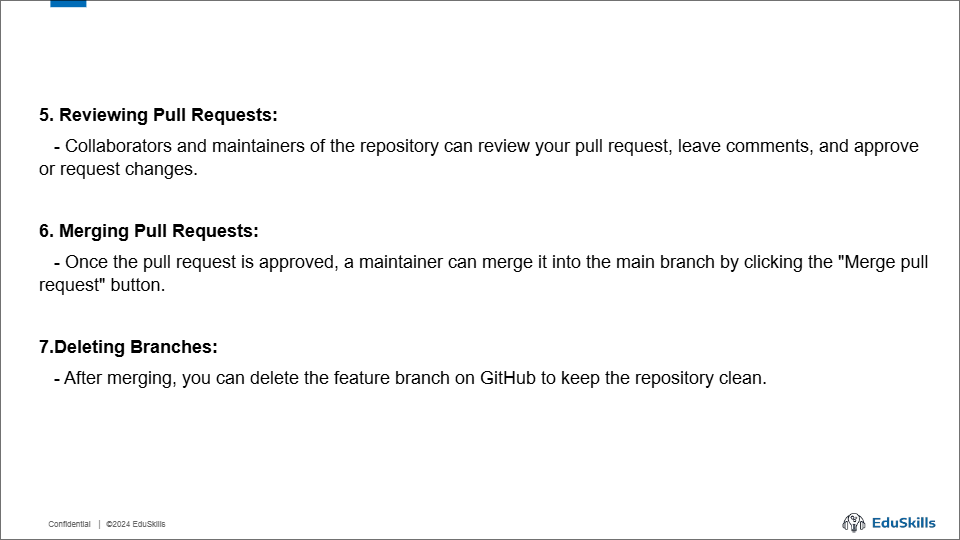 5. Reviewing Pull Requests:
- Collaborators and maintainers of the repository can review your pull request, leave comments, and approve
or request changes.
6. Merging Pull Requests:
- Once the pull request is approved, a maintainer can merge it into the main branch by clicking the "Merge pull
request" button.
7.Deleting Branches:
- After merging, you can delete the feature branch on GitHub to keep the repository clean.
Confidential | ©2024 EduSkills
EduSkills